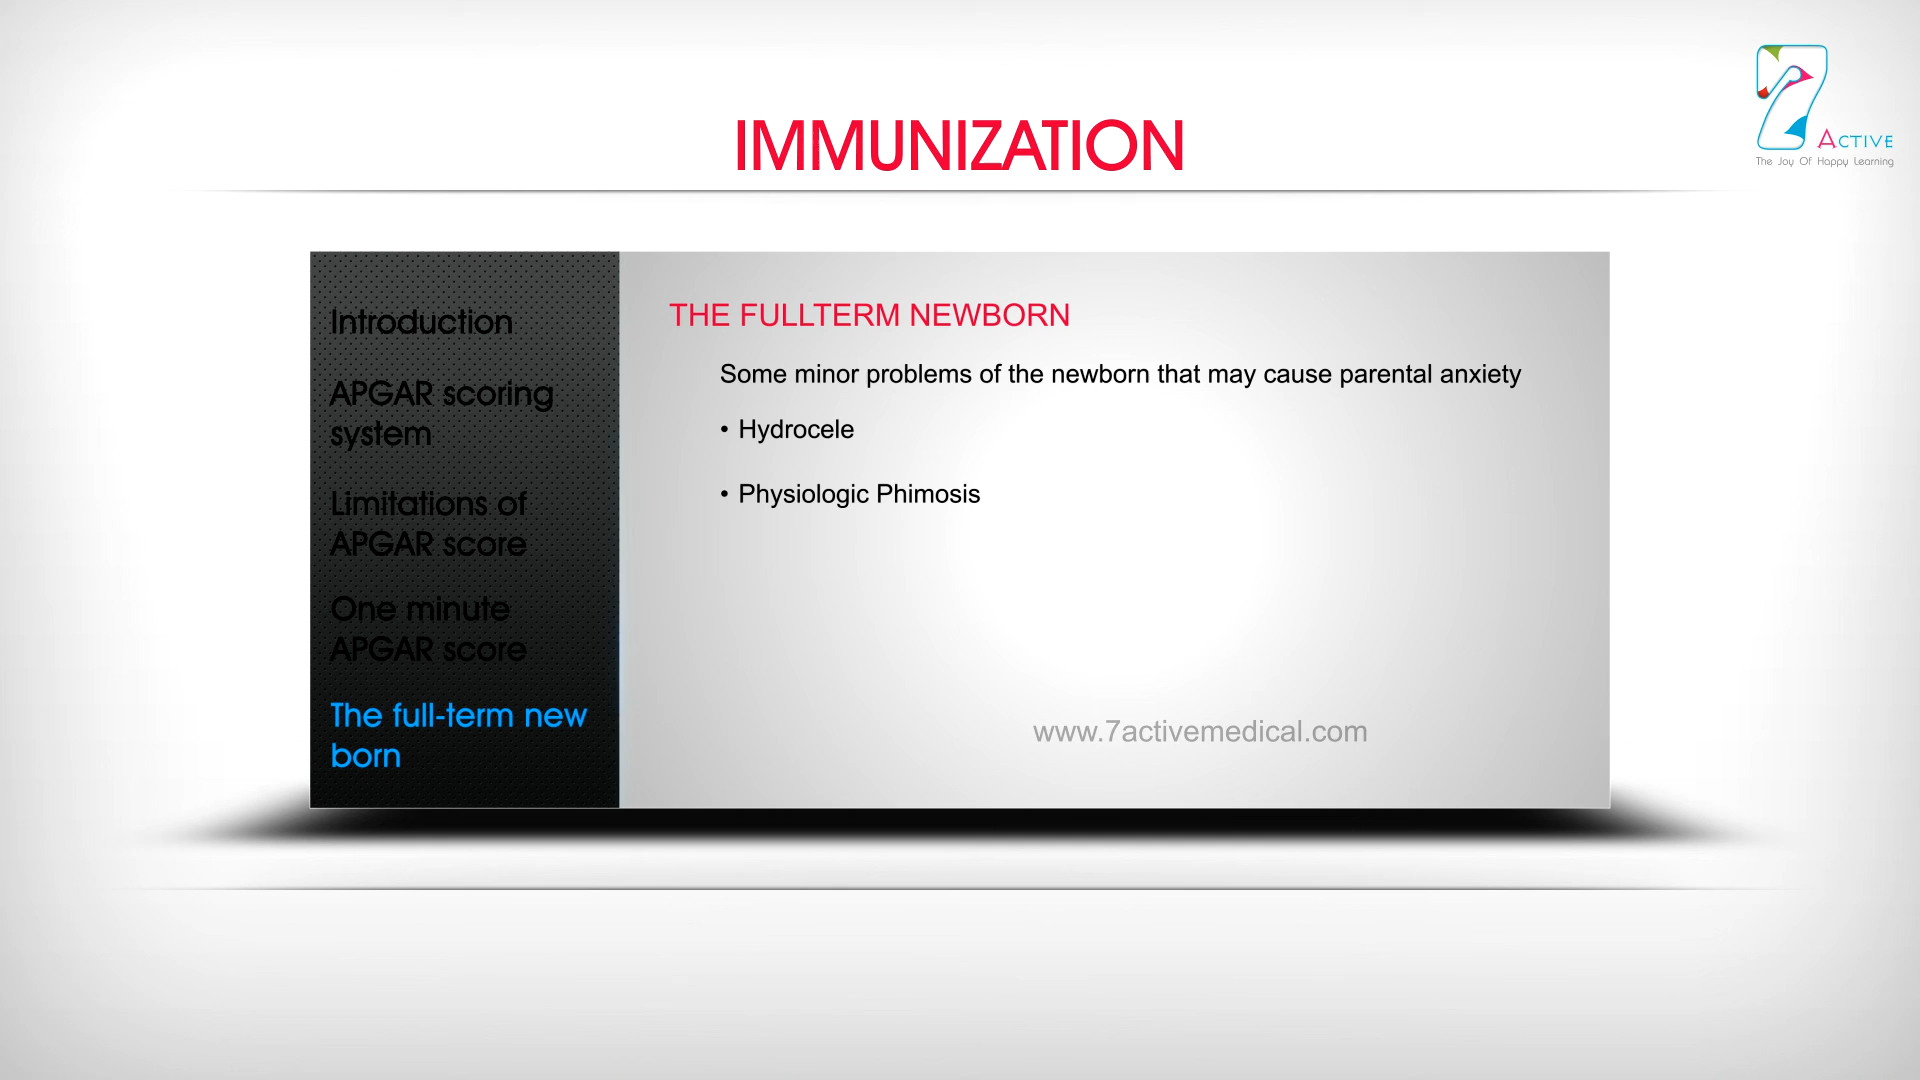 IMMUNIZATION
7 ACTIVE
The Joy Of Happy Learning
Introduction
APGAR scoring
system
Limitations of
APGAR score
One minute
APGAR score
The full-term new
born
THE FULLTERM NEWBORN
Some minor problems of the newborn that may cause parental anxiety
• Hydrocele
• Physiologic Phimosis
www.7activemedical.com